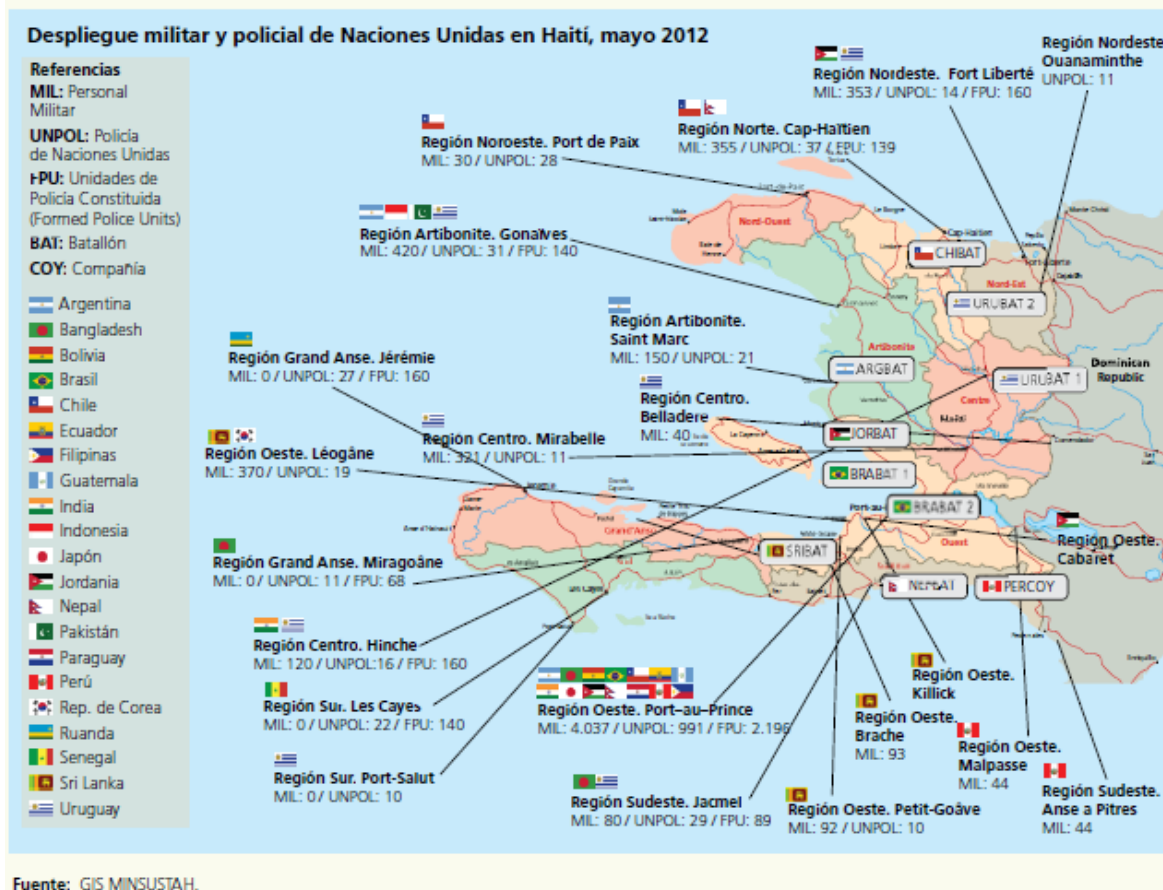 Despliegue militar y policial de Naciones Unidas en Haití, mayo 2012
Referencias
MIL: Personal
Militar
UNPOL: Policía
de Naciones Unidas
FPU: Unidades de
Policía Constituida
(Formed Police Units)
BAT: Batallón
COY: Compañía
Argentina
Bangladesh
Bolivia
Brasil
Chile
Ecuador
Filipinas
Guatemala
India
Indonesia
Japón
Jordania
Nepal
Pakistán
Paraguay
Perú
Rep. de Corea
Ruanda
Senegal
Sri Lanka
Uruguay
Región Nordeste
Ouanaminthe
UNPOL: 11
Región Nordeste. Fort Liberté
MIL: 353 / UNPOL: 14 / FPU: 160
Región Norte. Cap-Haïtien
MIL: 355 / UNPOL: 37 / FPU: 139
Región Noroeste. Port de Paix
MIL: 30 / UNPOL: 28
Región Artibonite. Gonaïves
MIL: 420 / UNPOL: 31 / FPU: 140
Región Artibonite.
Saint Marc
MIL: 150 / UNPOL: 21
Región Grand Anse. Jérémie
MIL: 0 / UNPOL: 27 / FPU: 160
Región Centro.
Belladere
MIL: 40
Región Centro. Mirabelle
MIL: 321 / UNPOL: 11
Región Oeste. Léogâne
MIL: 370 / UNPOL: 19
Región Grand Anse. Miragoâne
MIL: 0 / UNPOL: 11 / FPU: 68
Región Centro. Hinche
MIL: 120 / UNPOL:16 / FPU: 160
Región Sur. Les Cayes
MIL: 0 / UNPOL: 22 / FPU: 140
Región Sur. Port-Salut
MIL: 0 / UNPOL: 10
Región Oeste. Port-au-Prince
MIL: 4.037 / UNPOL: 991 / FPU: 2.196
Región Sudeste. Jacmel
MIL: 80 / UNPOL: 29 / FPU: 89
Región Oeste. Petit-Goâve
MIL: 92 / UNPOL: 10
Región Oeste.
Brache
MIL: 93
Región Oeste.
Killick
Región Oeste.
Malpasse
MIL: 44
Región Sudeste.
Anse a Pitres
MIL: 44
Región Oeste.
Cabaret
Nord-Ouest
Cap-Haïtien
CHIBAT
Nord-Est
URUBAT 2
Artibonite
ARGBAT
URUBAT 1
Dominican
Republic
Centre
JORBAT
BRABAT 1
BRABAT 2
Ouest
SRIBAT
NEPBAT
PERCOY
Fuente: GIS MINSUSTAH.